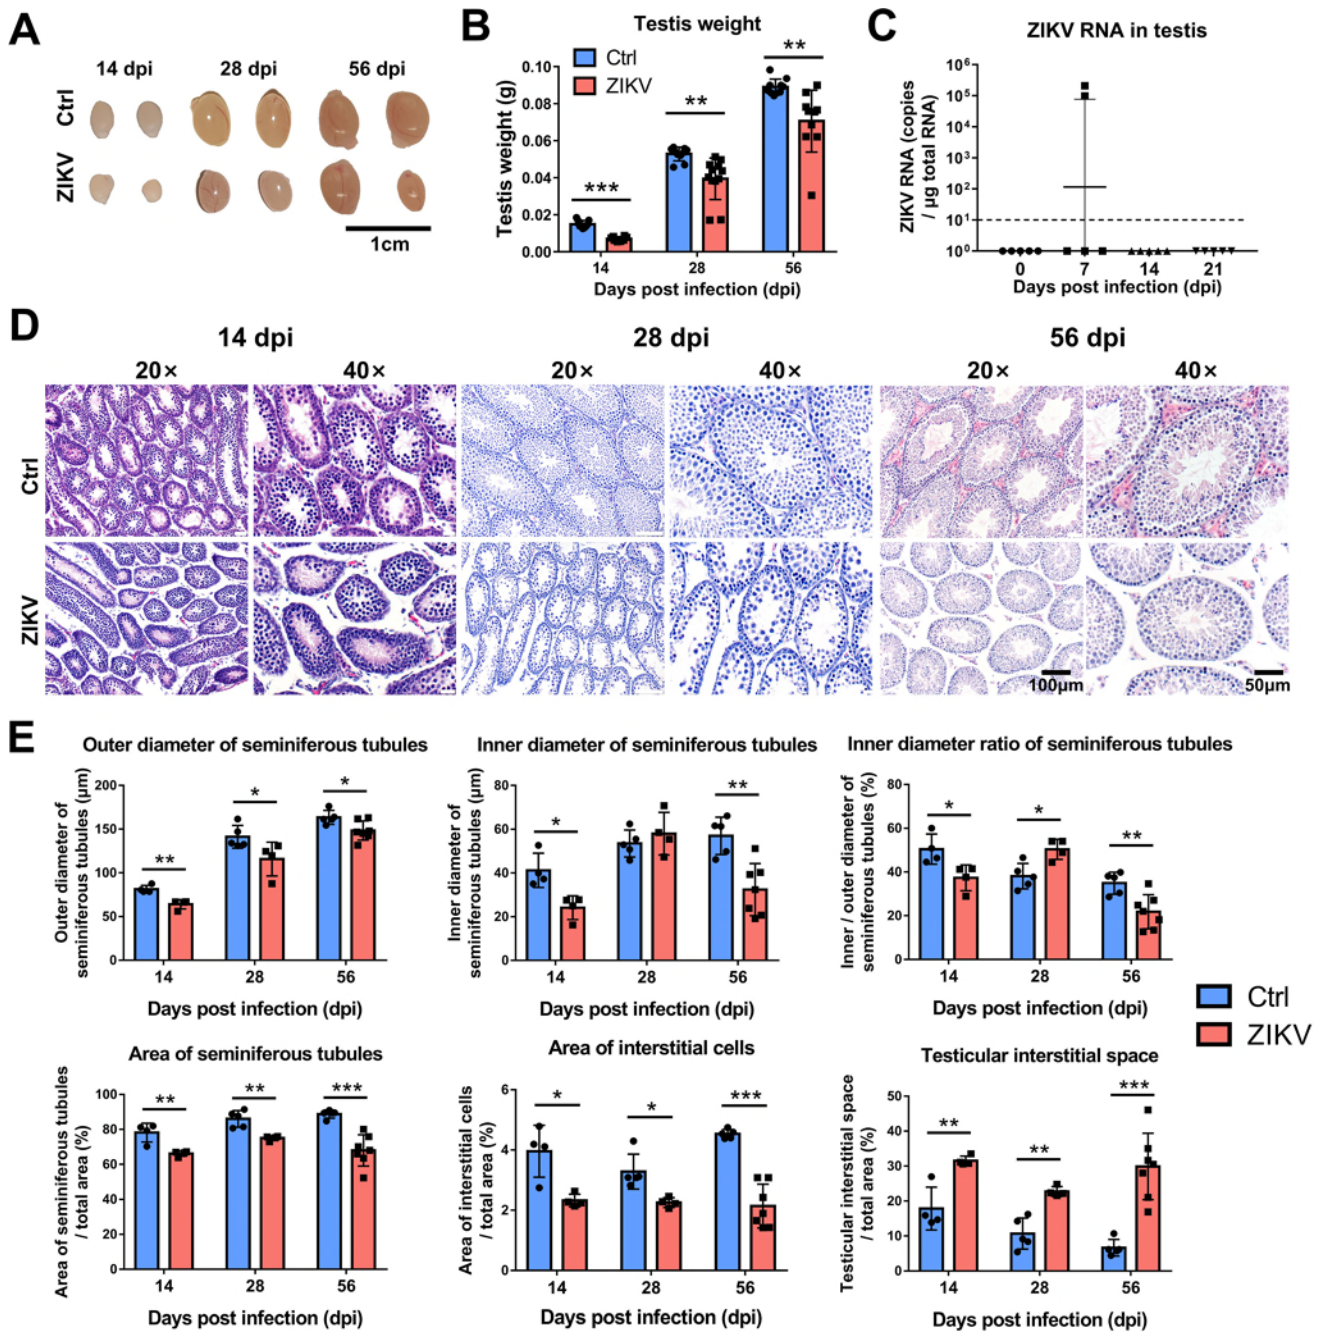 A
14 dpi 28 dpi 56 dpi
Ctrl
ZIKV
1cm
B
Testis weight
Ctrl
ZIKV
Testis weight (g)
0.10
0.08
0.06
0.04
0.02
0.00
***
**
**
14 28 56
Days post infection (dpi)
C
ZIKV RNA in testis
ZIKV RNA (copies
/ μg total RNA)
10⁶
10⁵
10⁴
10³
10²
10¹
10⁰
0 7 14 21
Days post infection (dpi)
D
14 dpi 28 dpi 56 dpi
20× 40× 20× 40× 20× 40×
Ctrl
ZIKV
100μm 50μm
E
Outer diameter of seminiferous tubules
Outer diameter of
seminiferous tubules (μm)
200
150
100
50
0
**
*
*
14 28 56
Days post infection (dpi)
Inner diameter of seminiferous tubules
Inner diameter of
seminiferous tubules (μm)
80
60
40
20
0
*
**
14 28 56
Days post infection (dpi)
Inner diameter ratio of seminiferous tubules
Inner / outer diameter of
seminiferous tubules (%)
80
60
40
20
0
*
*
**
14 28 56
Days post infection (dpi)
Ctrl
ZIKV
Area of seminiferous tubules
Area of seminiferous tubules
/ total area (%)
100
80
60
40
20
0
**
**
***
14 28 56
Days post infection (dpi)
Area of interstitial cells
Area of interstitial cells
/ total area (%)
6
4
2
0
*
*
***
14 28 56
Days post infection (dpi)
Testicular interstitial space
Testicular interstitial space
/ total area (%)
50
40
30
20
10
0
**
**
***
14 28 56
Days post infection (dpi)